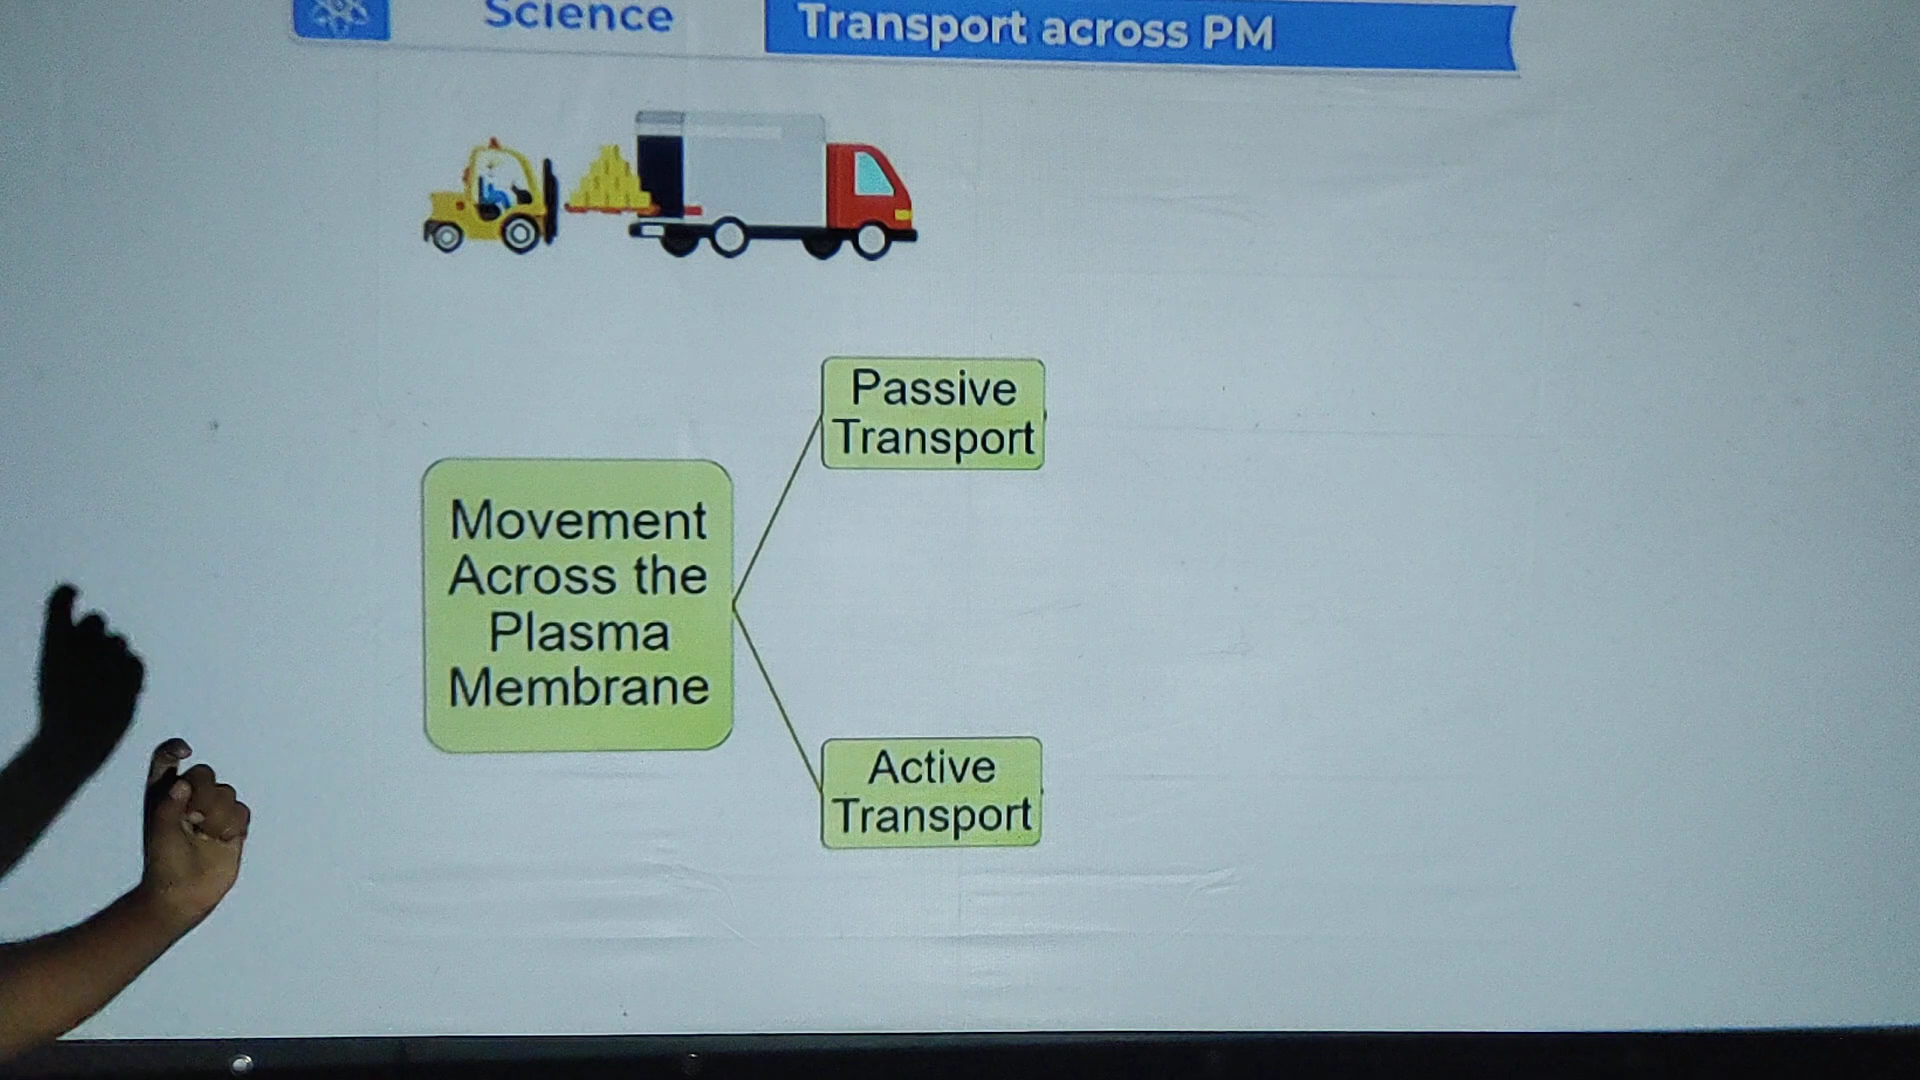 Science
Transport across PM
Passive
Transport
Movement
Across the
Plasma
Membrane
Active
Transport